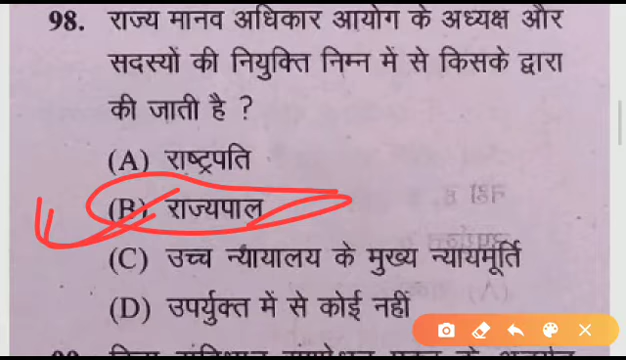 98. राज्य मानव अधिकार आयोग के अध्यक्ष और
सदस्यों की नियुक्ति निम्न में से किसके द्वारा
की जाती है ?
(A) राष्ट्रपति
(B) राज्यपाल
(C) उच्च न्यायालय के मुख्य न्यायमूर्ति
(D) उपर्युक्त में से कोई नहीं